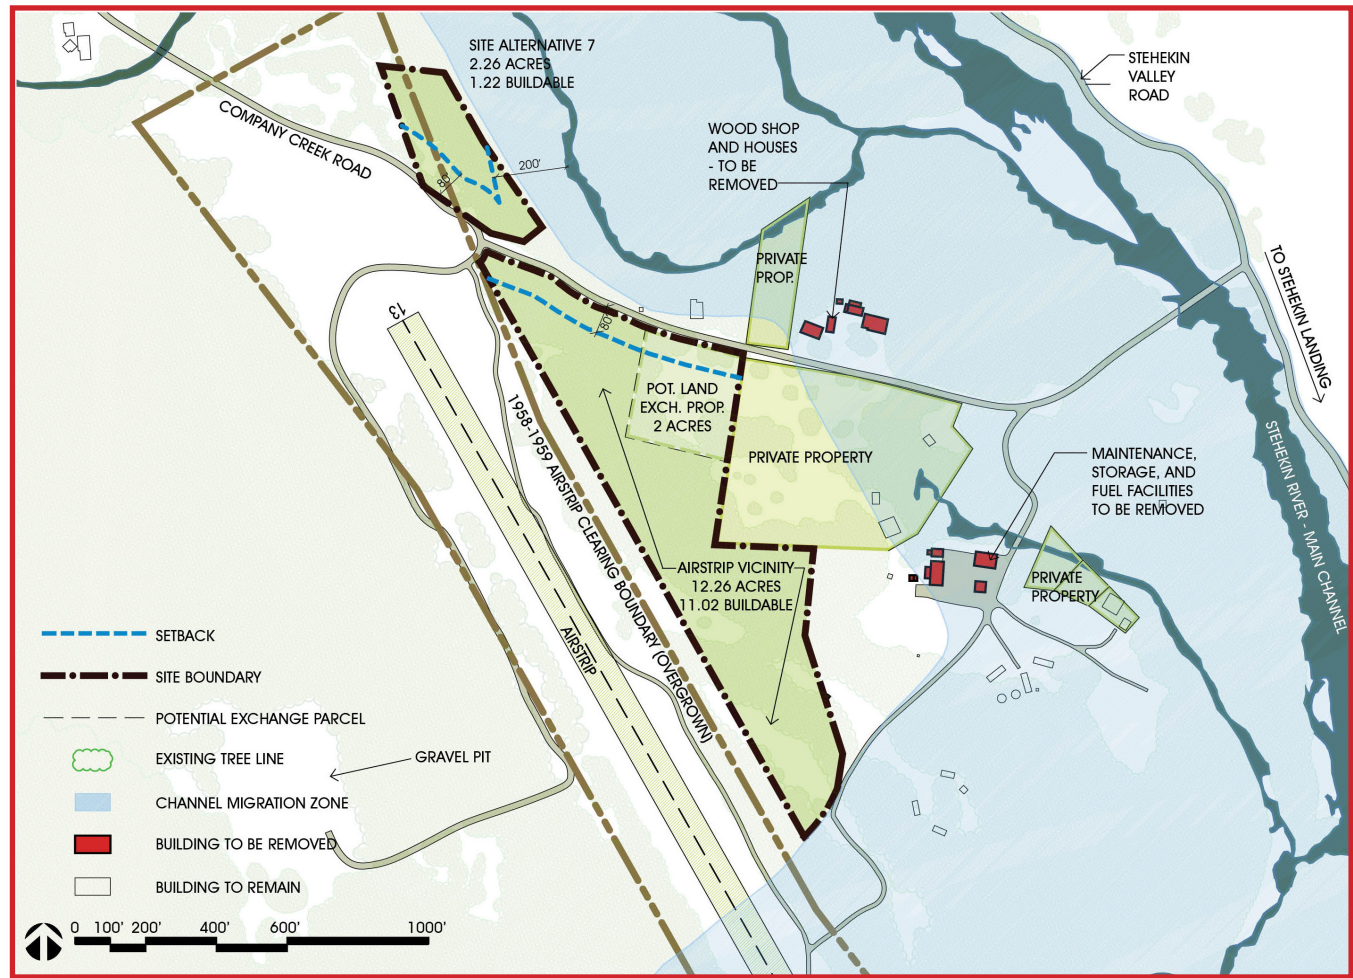 SITE ALTERNATIVE 7
2.26 ACRES
1.22 BUILDABLE
STEHEKIN
VALLEY
ROAD
COMPANY CREEK ROAD
WOOD SHOP
AND HOUSES
- TO BE
REMOVED
200'
80'
TO STEHEKIN LANDING
PRIVATE
PROP.
13
80'
POT. LAND
EXCH. PROP.
2 ACRES
1958-1959 AIRSTRIP CLEARING BOUNDARY (OVERGROWN)
PRIVATE PROPERTY
STEHEKIN RIVER - MAIN CHANNEL
MAINTENANCE,
STORAGE, AND
FUEL FACILITIES
TO BE REMOVED
AIRSTRIP VICINITY
12.26 ACRES
11.02 BUILDABLE
PRIVATE
PROPERTY
AIRSTRIP
SETBACK
SITE BOUNDARY
POTENTIAL EXCHANGE PARCEL
EXISTING TREE LINE
GRAVEL PIT
CHANNEL MIGRATION ZONE
BUILDING TO BE REMOVED
BUILDING TO REMAIN
0 100' 200' 400' 600' 1000'